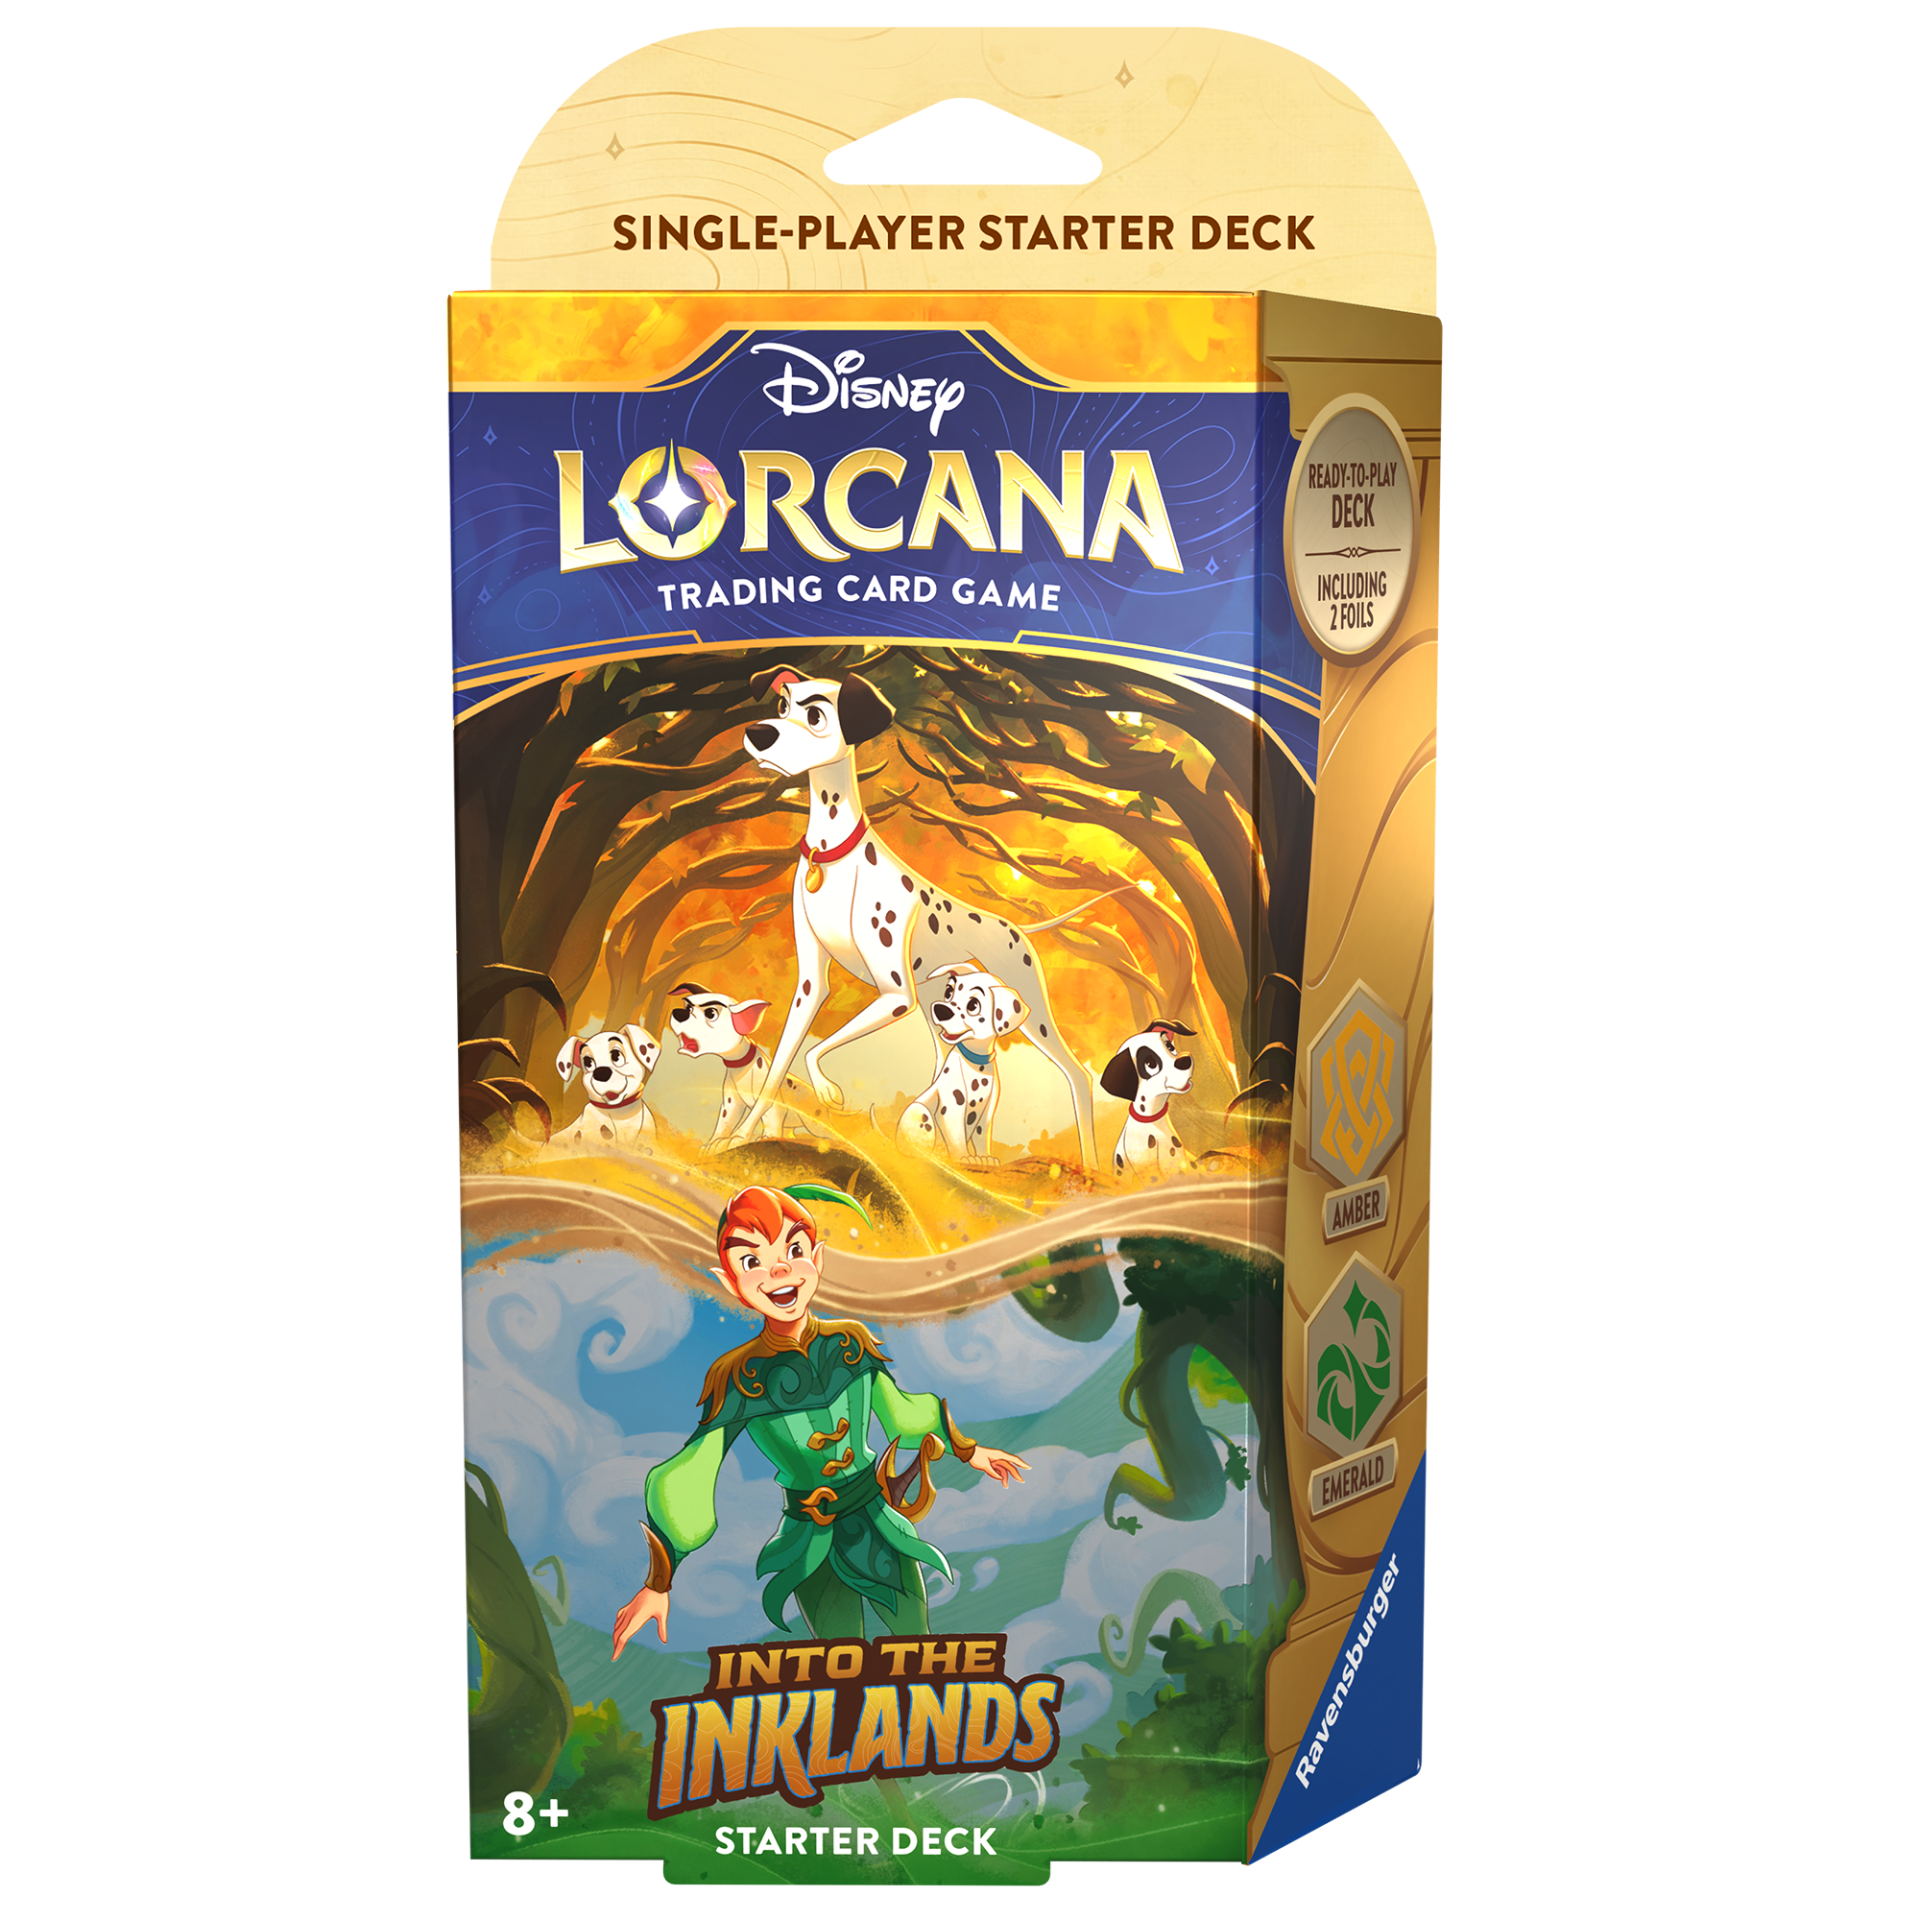 SINGLE-PLAYER STARTER DECK
Disney
LORCANA
TRADING CARD GAME
READY-TO-PLAY
DECK
INCLUDING
2 FOILS
AMBER
EMERALD
Ravensburger
INTO THE
INKLANDS
8+
STARTER DECK